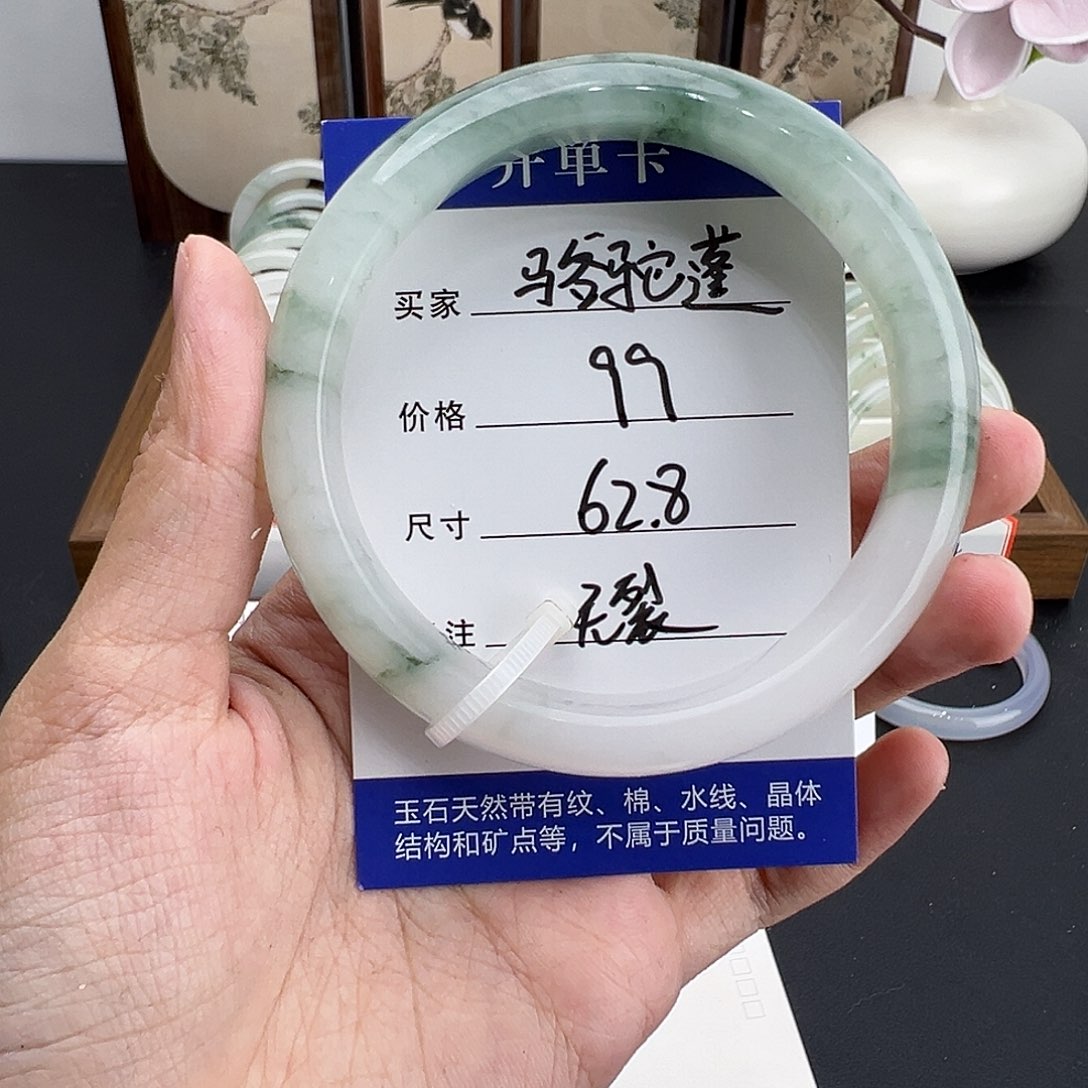 开单卡
买家 骆驼蓬
价格 99
尺寸 62.8
注 无裂
玉石天然带有纹、棉、水线、晶体
结构和矿点等，不属于质量问题。